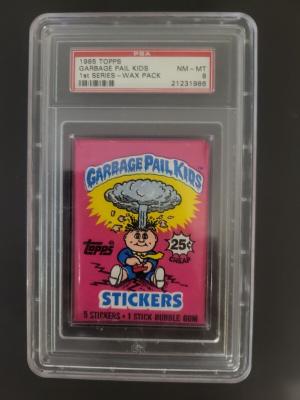 PSA
1985 TOPPS
GARBAGE PAIL KIDS
1st SERIES - WAX PACK
NM - MT
8
21231986
GARBAGE PAIL KIDS
topps
25¢
CHEAP
STICKERS
5 STICKERS • 1 STICK BUBBLE GUM